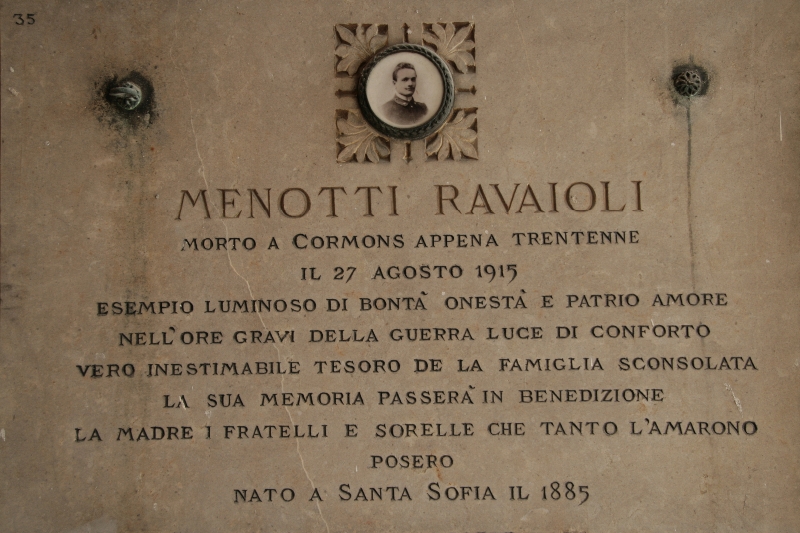 35
MENOTTI RAVAIOLI
MORTO A CORMONS APPENA TRENTENNE
IL 27 AGOSTO 1915
ESEMPIO LUMINOSO DI BONTÀ ONESTÀ E PATRIO AMORE
NELL'ORE GRAVI DELLA GUERRA LUCE DI CONFORTO
VERO INESTIMABILE TESORO DE LA FAMIGLIA SCONSOLATA
LA SUA MEMORIA PASSERÀ IN BENEDIZIONE
LA MADRE I FRATELLI E SORELLE CHE TANTO L'AMARONO
POSERO
NATO A SANTA SOFIA IL 1885